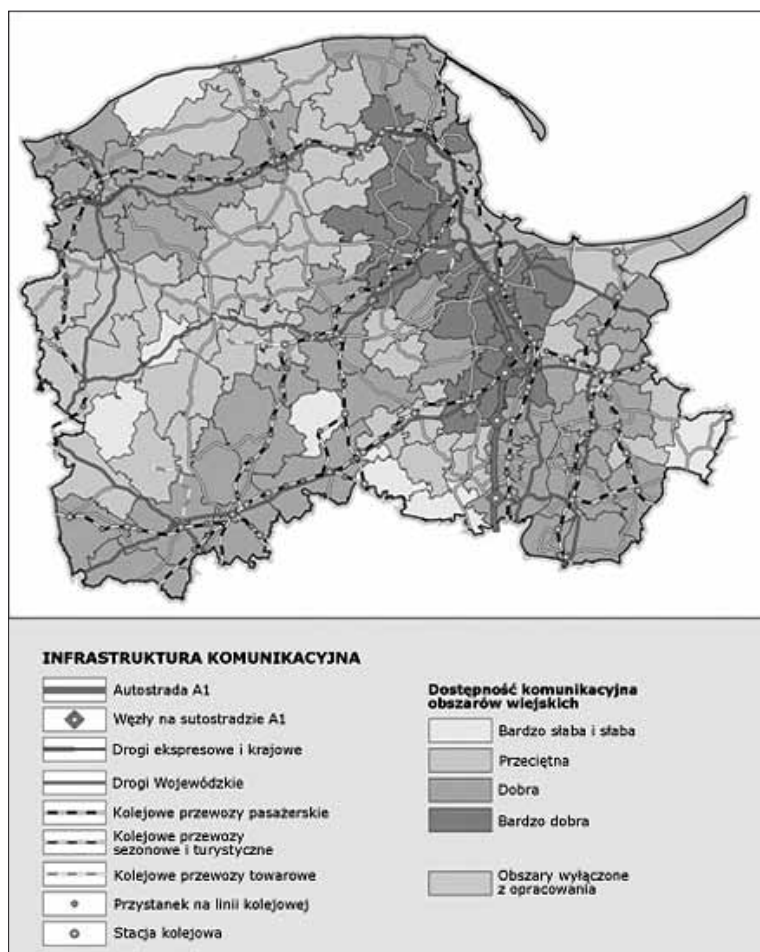 INFRASTRUKTURA KOMUNIKACYJNA
Autostrada A1
Węzły na sutostradzie A1
Drogi ekspresowe i krajowe
Drogi Wojewódzkie
Kolejowe przewozy pasażerskie
Kolejowe przewozy
sezonowe i turystyczne
Kolejowe przewozy towarowe
Przystanek na linii kolejowej
Stacja kolejowa
Dostępność komunikacyjna
obszarów wiejskich
Bardzo słaba i słaba
Przeciętna
Dobra
Bardzo dobra
Obszary wyłączone
z opracowania